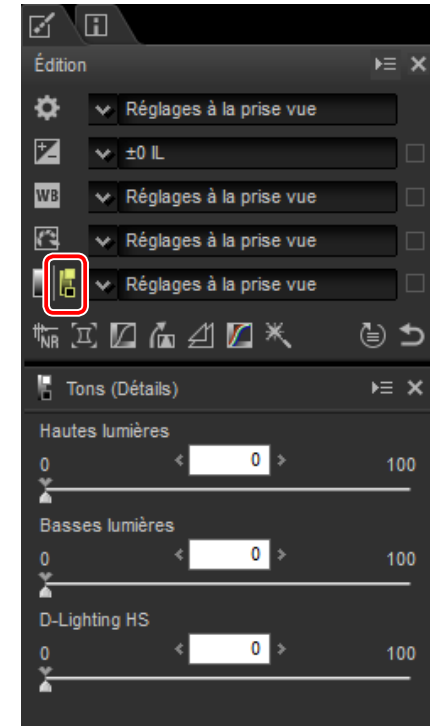 Édition
Réglages à la prise vue
±0 IL
WB Réglages à la prise vue
Réglages à la prise vue
Réglages à la prise vue
NR
Tons (Détails)
Hautes lumières
0 0 100
Basses lumières
0 0 100
D-Lighting HS
0 0 100